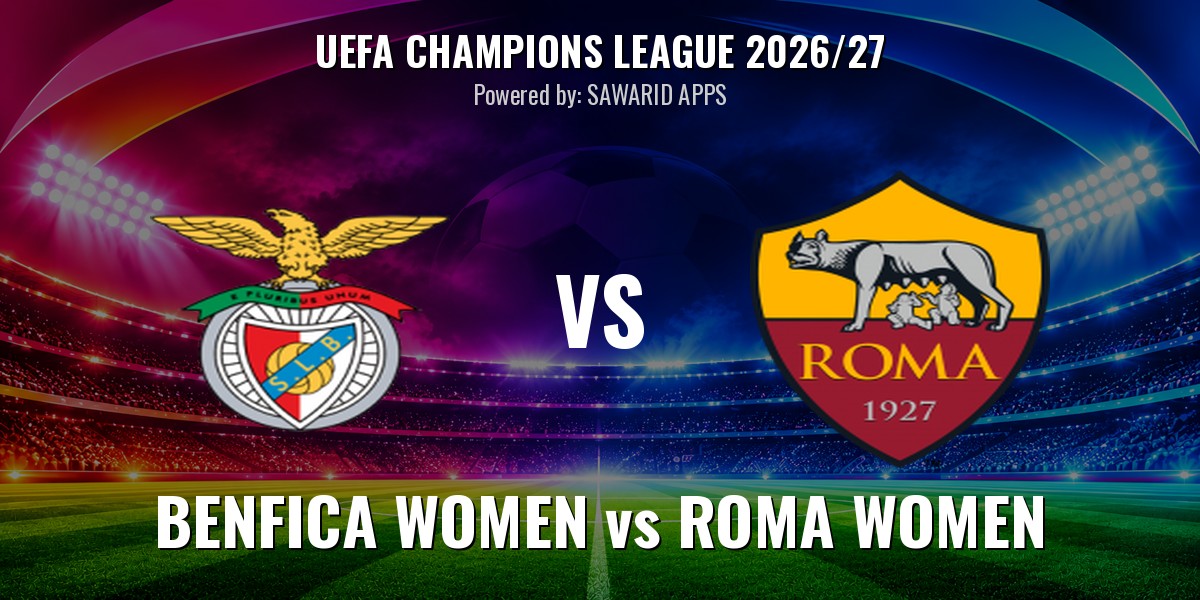 UEFA CHAMPIONS LEAGUE 2026/27
Powered by: SAWARID APPS
E PLURIBUS UNUM
S.L.B.
VS
ROMA
1927
BENFICA WOMEN vs ROMA WOMEN